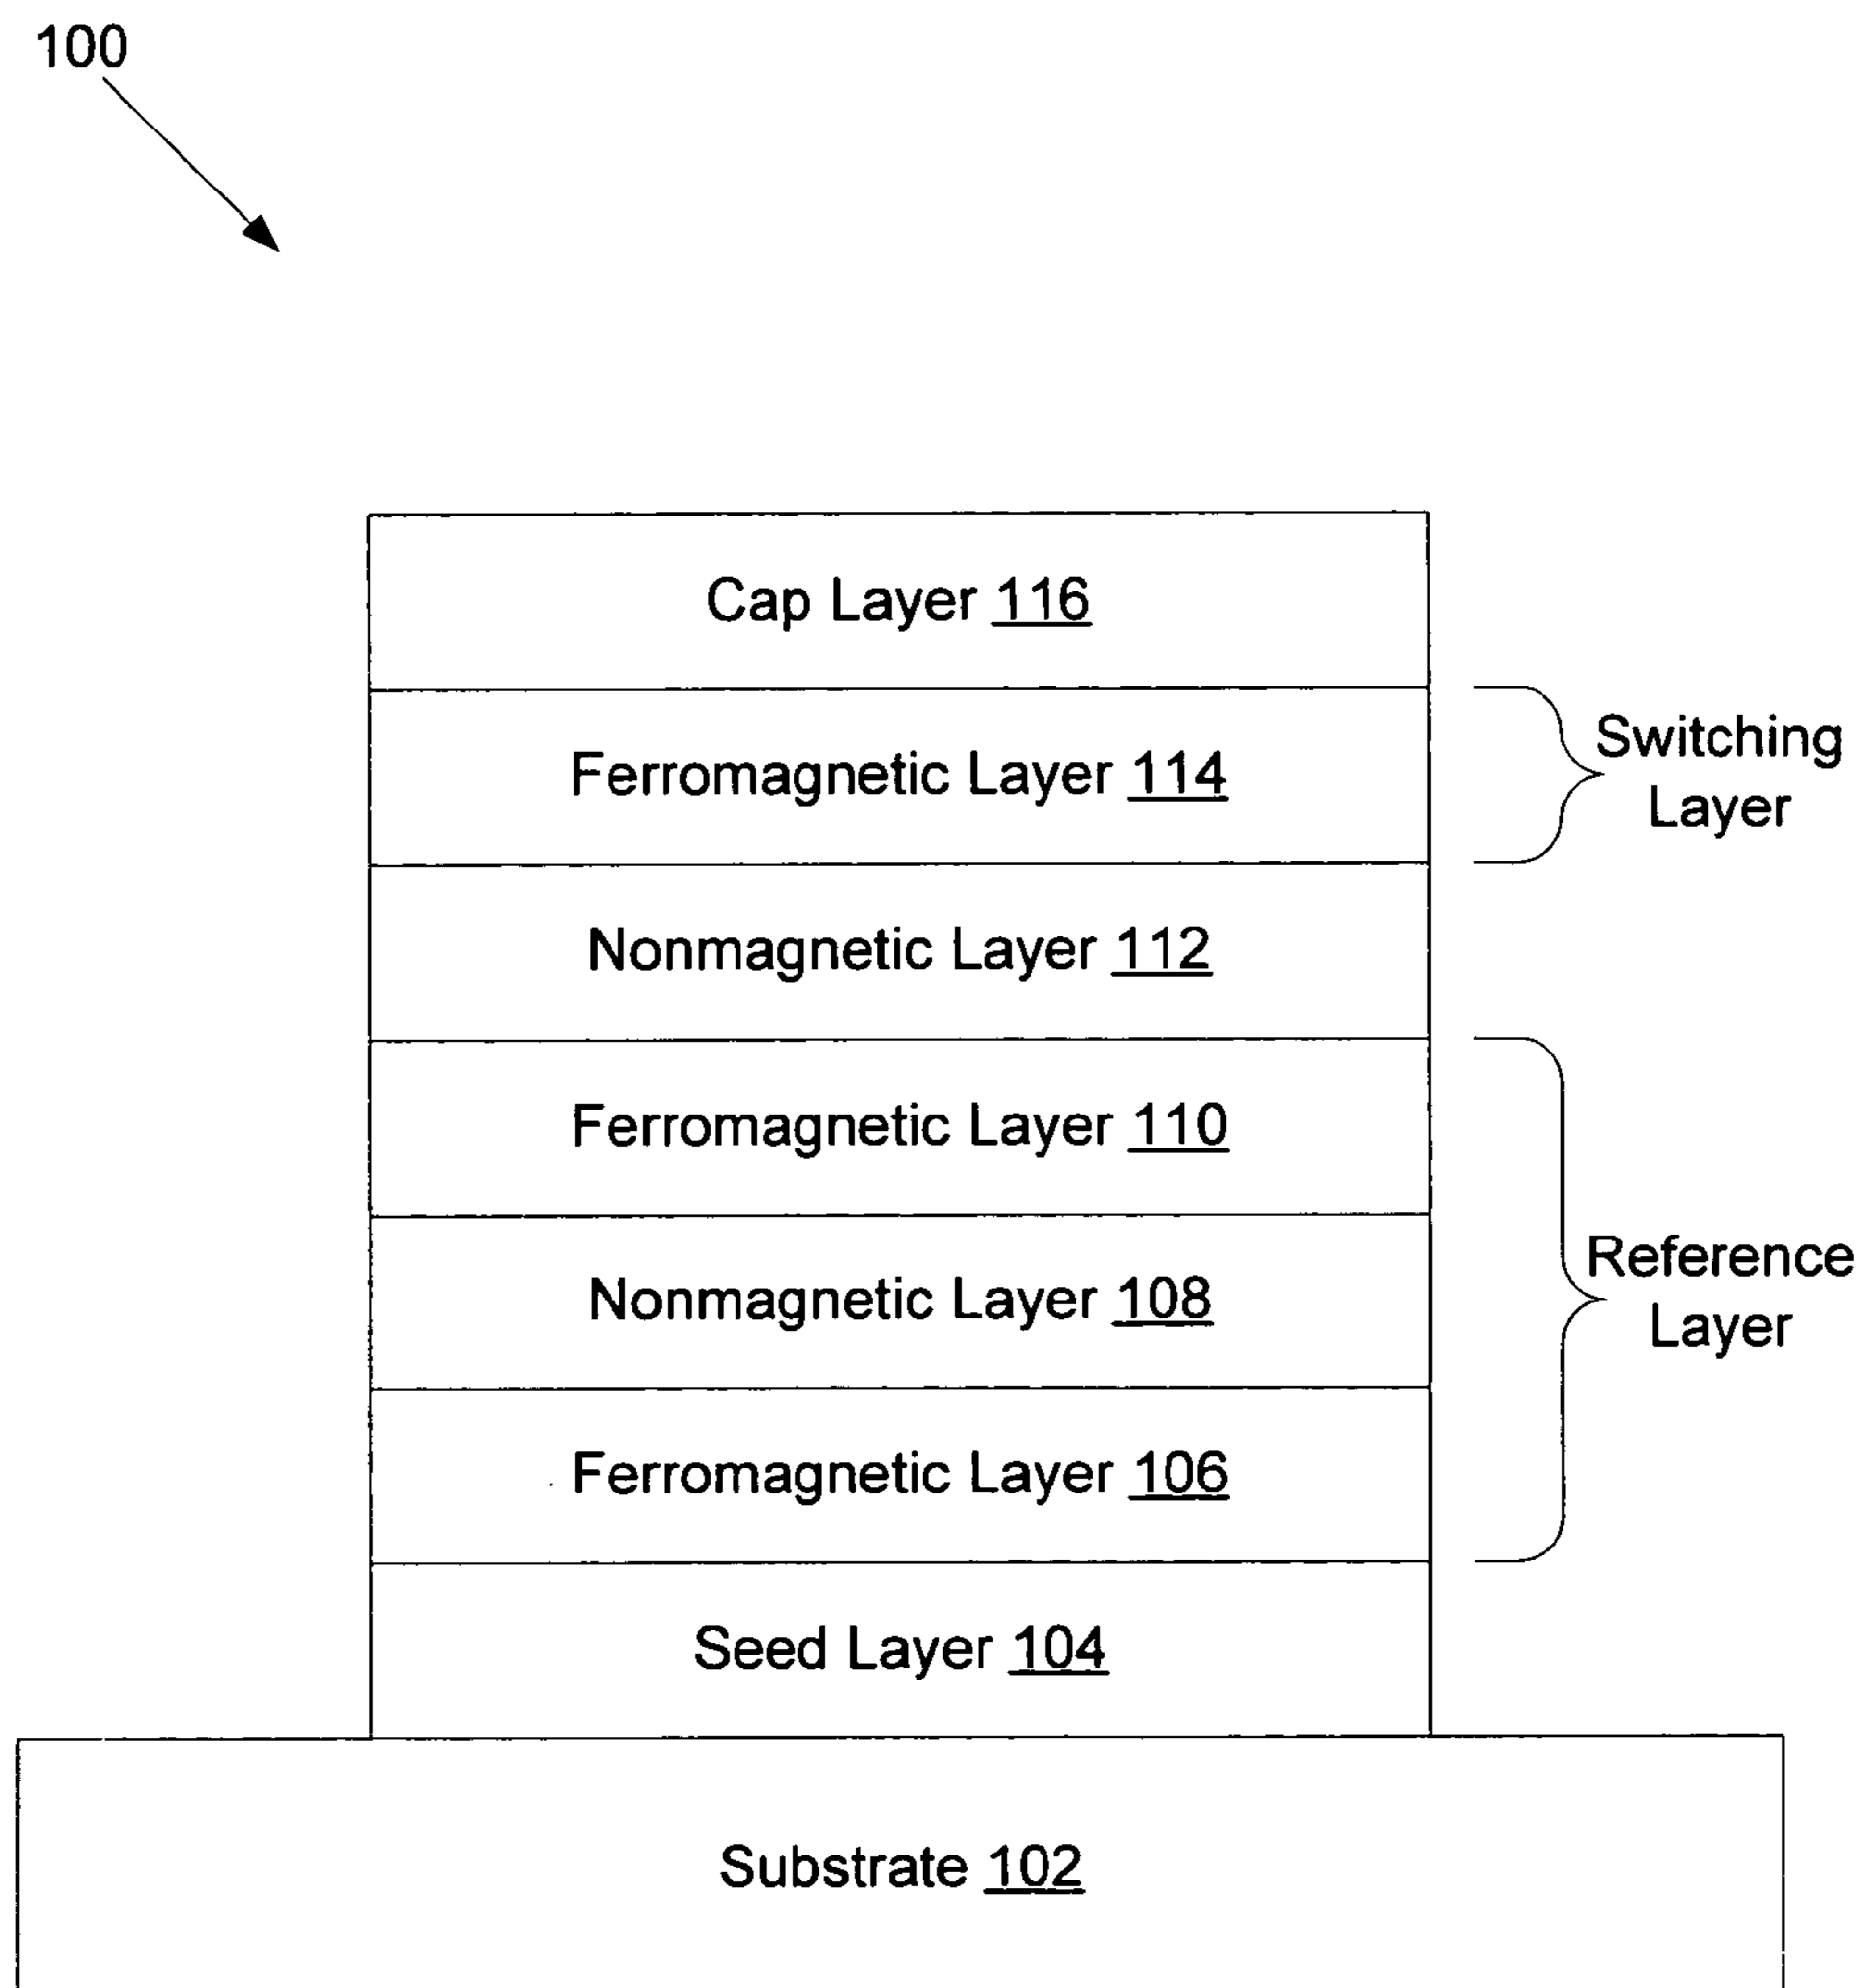 100
Cap Layer 116
Ferromagnetic Layer 114
Switching
Layer
Nonmagnetic Layer 112
Ferromagnetic Layer 110
Nonmagnetic Layer 108
Reference
Layer
Ferromagnetic Layer 106
Seed Layer 104
Substrate 102